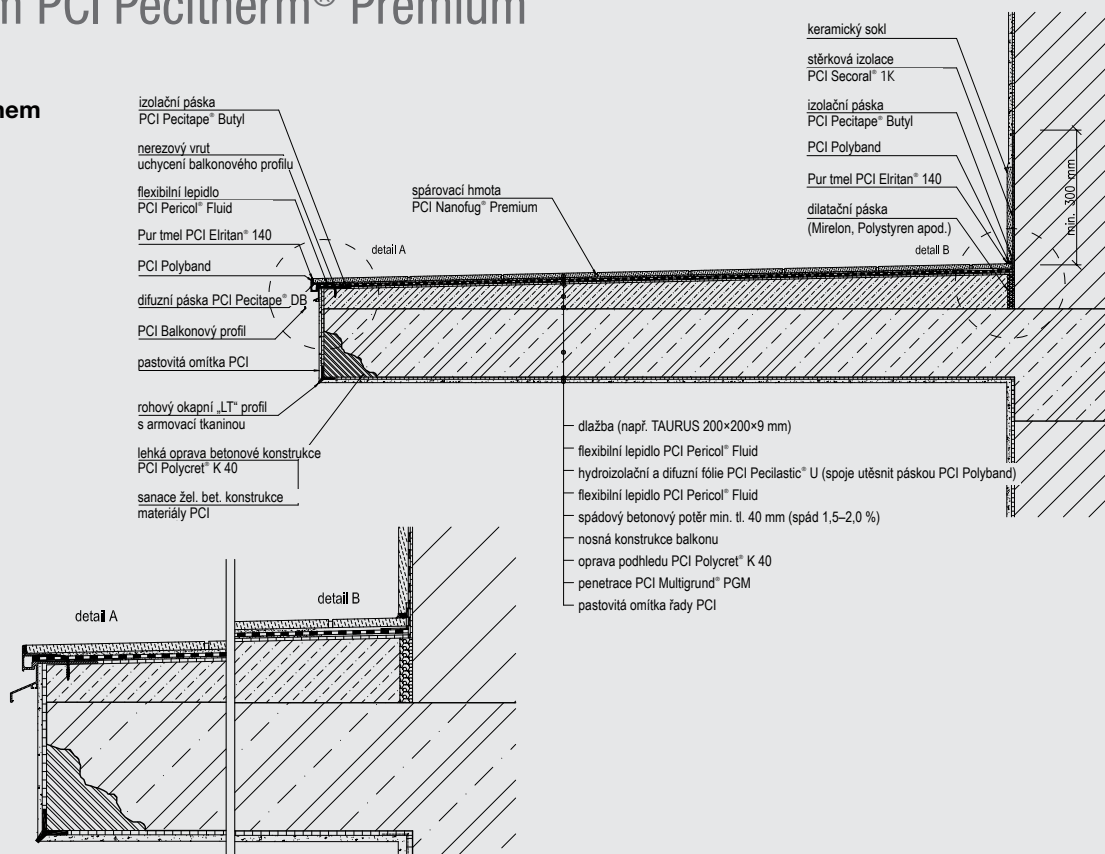 m PCI Pecitherm® Premium
nem
izolační páska
PCI Pecitape® Butyl
nerezový vrut
uchycení balkonového profilu
flexibilní lepidlo
PCI Pericol® Fluid
Pur tmel PCI Elritan® 140
PCI Polyband
difuzní páska PCI Pecitape® DB
PCI Balkonový profil
pastovitá omítka PCI
rohový okapní „LT“ profil
s armovací tkaninou
lehká oprava betonové konstrukce
PCI Polycret® K 40
sanace žel. bet. konstrukce
materiály PCI
detail A
spárovací hmota
PCI Nanofug® Premium
keramický sokl
stěrková izolace
PCI Secoral® 1K
izolační páska
PCI Pecitape® Butyl
PCI Polyband
Pur tmel PCI Elritan® 140
dilatační páska
(Mirelon, Polystyren apod.)
detail B
min. 300 mm
dlažba (např. TAURUS 200×200×9 mm)
flexibilní lepidlo PCI Pericol® Fluid
hydroizolační a difuzní fólie PCI Pecilastic® U (spoje utěsnit páskou PCI Polyband)
flexibilní lepidlo PCI Pericol® Fluid
spádový betonový potěr min. tl. 40 mm (spád 1,5–2,0 %)
nosná konstrukce balkonu
oprava podhledu PCI Polycret® K 40
penetrace PCI Multigrund® PGM
pastovitá omítka řady PCI
detail A
detail B